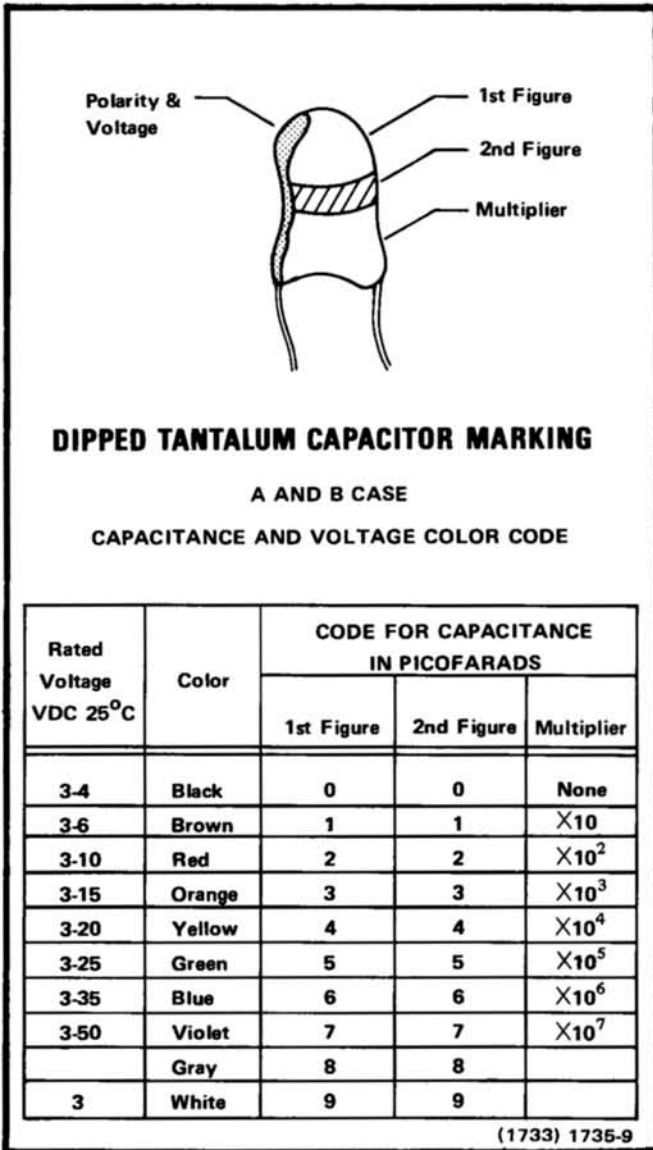 Polarity & Voltage
1st Figure
2nd Figure
Multiplier
DIPPED TANTALUM CAPACITOR MARKING
A AND B CASE
CAPACITANCE AND VOLTAGE COLOR CODE
Rated Voltage VDC 25°C | Color | CODE FOR CAPACITANCE IN PICOFARADS
1st Figure | 2nd Figure | Multiplier
3-4 | Black | 0 | 0 | None
3-6 | Brown | 1 | 1 | X10
3-10 | Red | 2 | 2 | X10²
3-15 | Orange | 3 | 3 | X10³
3-20 | Yellow | 4 | 4 | X10⁴
3-25 | Green | 5 | 5 | X10⁵
3-35 | Blue | 6 | 6 | X10⁶
3-50 | Violet | 7 | 7 | X10⁷
Gray | 8 | 8
3 | White | 9 | 9
(1733) 1735-9